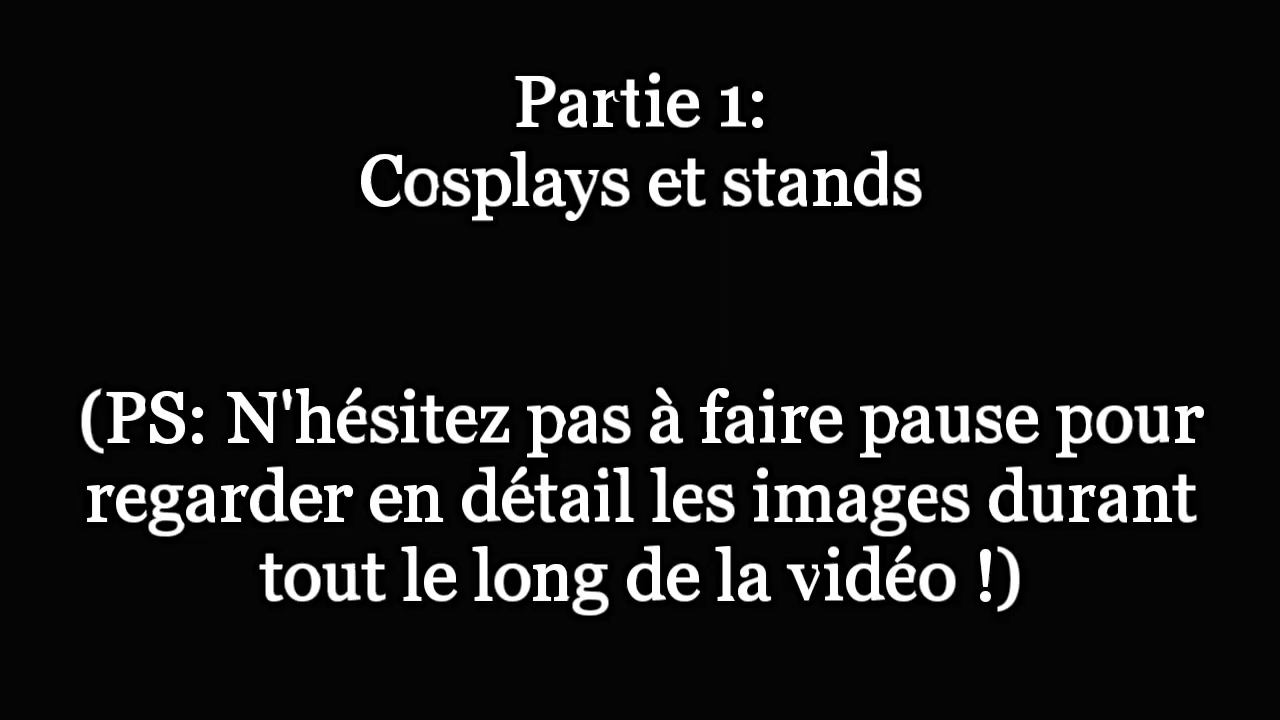 Partie 1:
Cosplays et stands
(PS: N'hésitez pas à faire pause pour
regarder en détail les images durant
tout le long de la vidéo !)